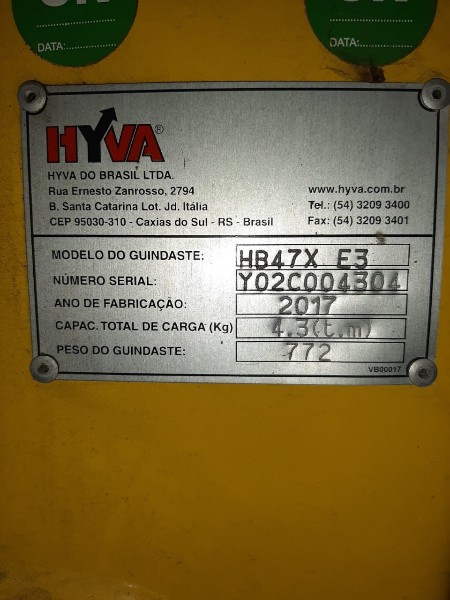 DATA:
DATA:
HYVA®
HYVA DO BRASIL LTDA.
Rua Ernesto Zanrosso, 2794
B. Santa Catarina Lot. Jd. Itália
CEP 95030-310 - Caxias do Sul - RS - Brasil
www.hyva.com.br
Tel.: (54) 3209 3400
Fax: (54) 3209 3401
MODELO DO GUINDASTE: HB47X E3
NÚMERO SERIAL: Y02C004304
ANO DE FABRICAÇÃO: 2017
CAPAC. TOTAL DE CARGA (Kg) 4.3(t.m)
PESO DO GUINDASTE: 772
VB00017